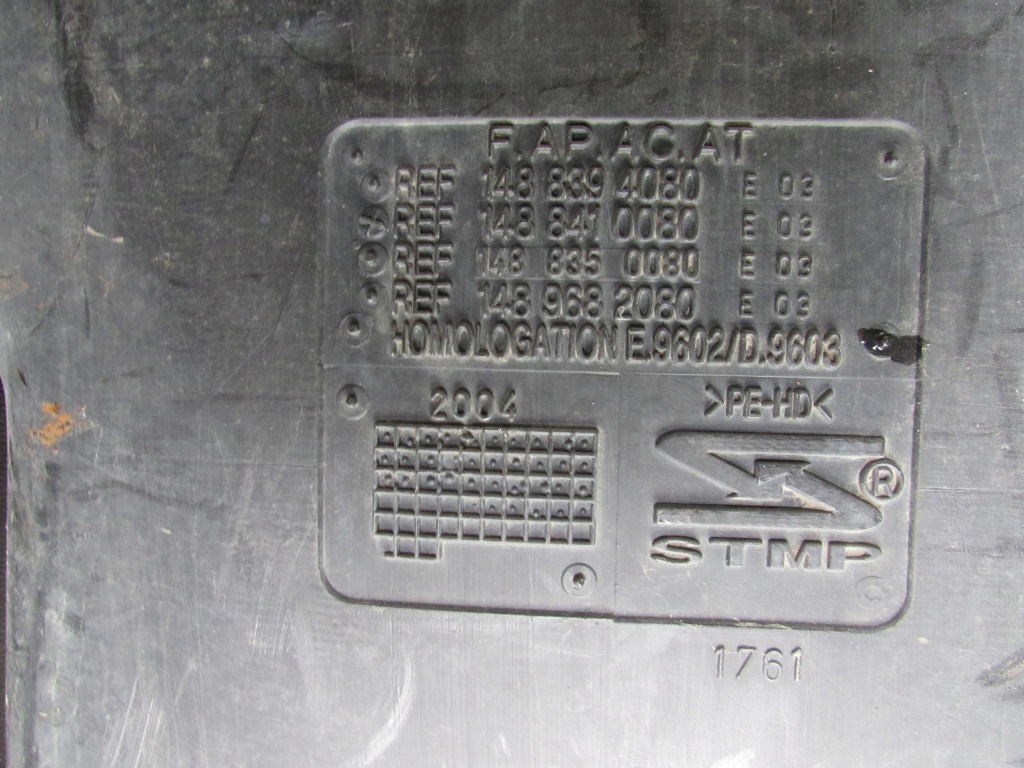 F.AP.AC.AT
REF 148 839 4080 E 03
REF 148 841 0080 E 03
REF 148 835 0080 E 03
REF 148 968 2080 E 03
HOMOLOGATION E.9602/D.9603
2004
>PE-HD<
®
STMP
1761